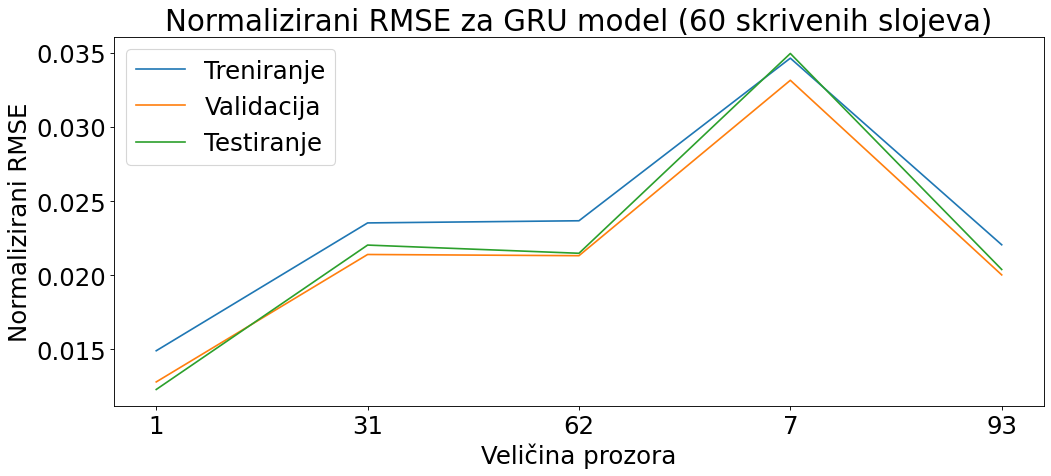 Normalizirani RMSE za GRU model (60 skrivenih slojeva)
Treniranje
Validacija
Testiranje
Normalizirani RMSE
0.035
0.030
0.025
0.020
0.015
1 31 62 7 93
Veličina prozora